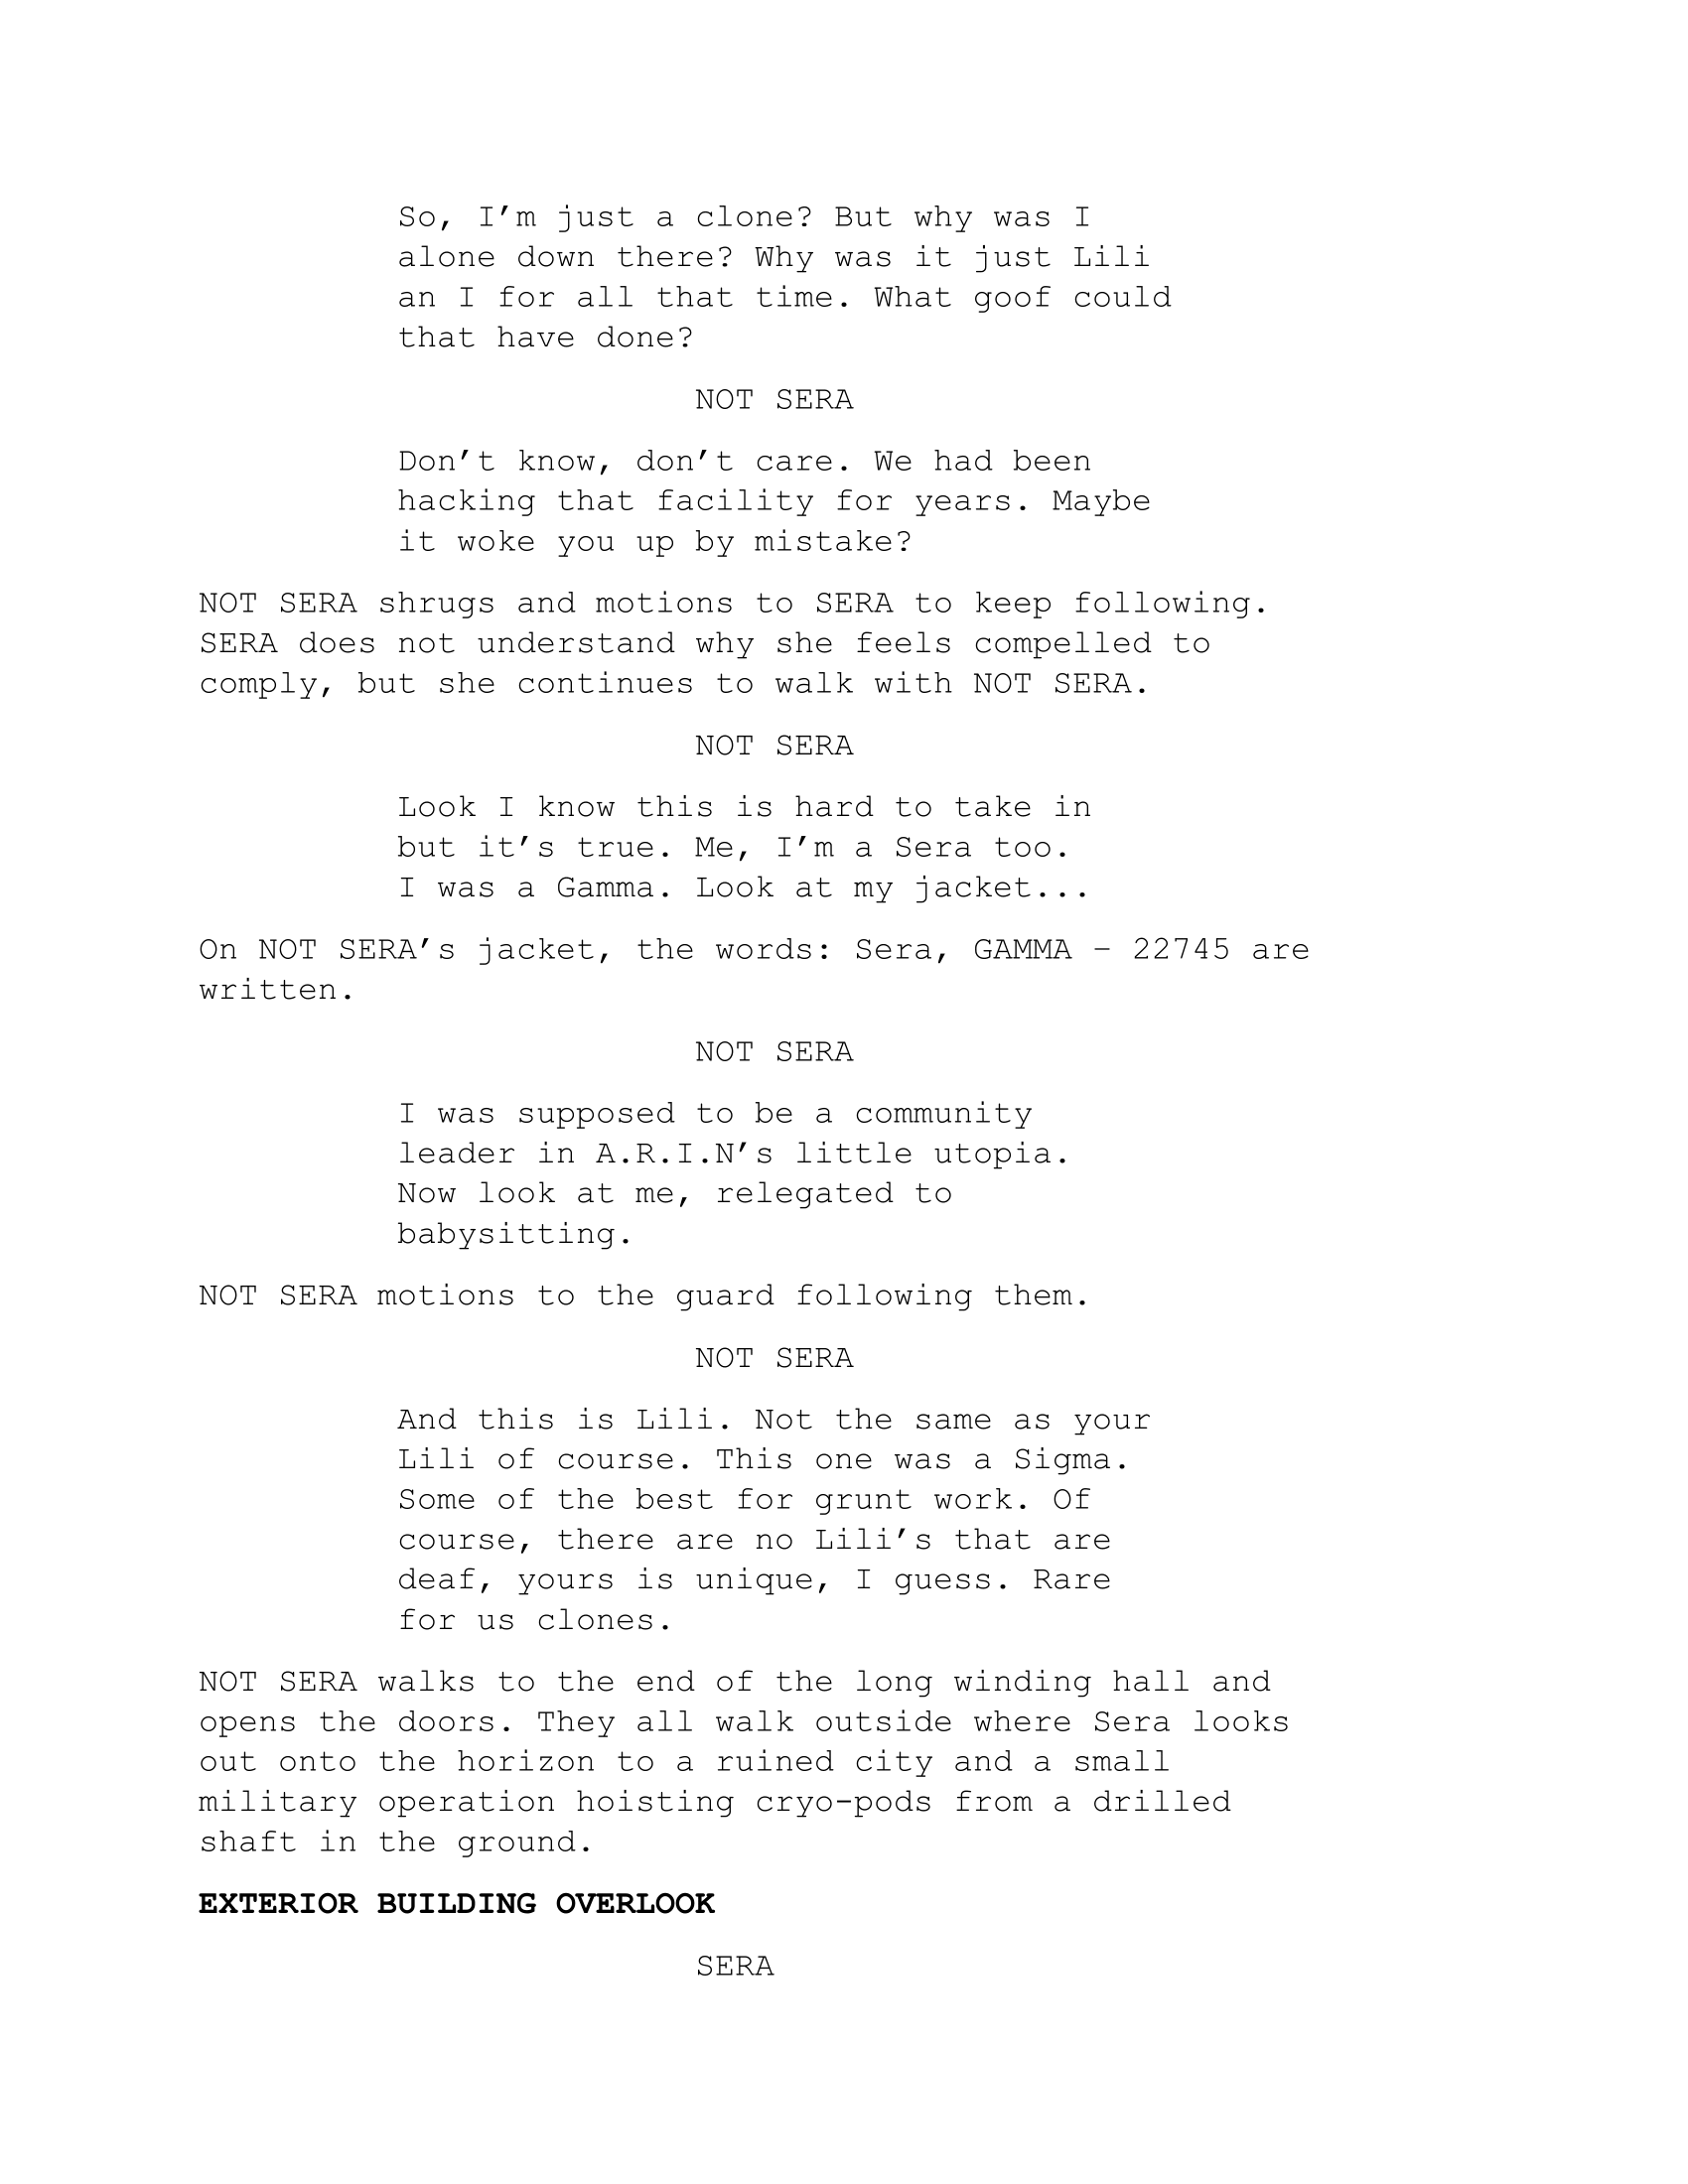 So, I’m just a clone? But why was I
alone down there? Why was it just Lili
an I for all that time. What goof could
that have done?
NOT SERA
Don’t know, don’t care. We had been
hacking that facility for years. Maybe
it woke you up by mistake?
NOT SERA shrugs and motions to SERA to keep following.
SERA does not understand why she feels compelled to
comply, but she continues to walk with NOT SERA.
NOT SERA
Look I know this is hard to take in
but it’s true. Me, I’m a Sera too.
I was a Gamma. Look at my jacket...
On NOT SERA’s jacket, the words: Sera, GAMMA – 22745 are
written.
NOT SERA
I was supposed to be a community
leader in A.R.I.N’s little utopia.
Now look at me, relegated to
babysitting.
NOT SERA motions to the guard following them.
NOT SERA
And this is Lili. Not the same as your
Lili of course. This one was a Sigma.
Some of the best for grunt work. Of
course, there are no Lili’s that are
deaf, yours is unique, I guess. Rare
for us clones.
NOT SERA walks to the end of the long winding hall and
opens the doors. They all walk outside where Sera looks
out onto the horizon to a ruined city and a small
military operation hoisting cryo-pods from a drilled
shaft in the ground.
EXTERIOR BUILDING OVERLOOK
SERA